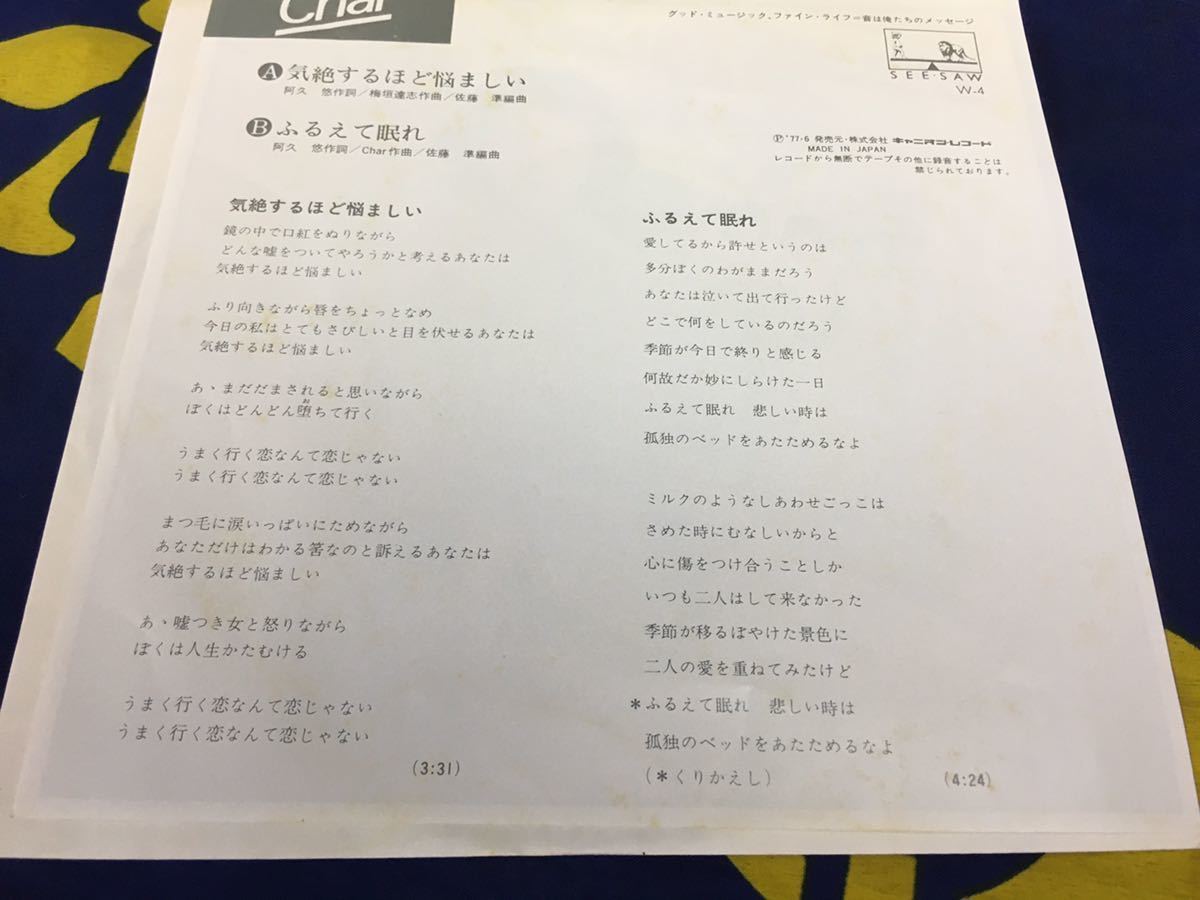 Char
グッド・ミュージック、ファイン・ライフ=音は俺たちのメッセージ
SEE・SAW
W-4
Ⓐ気絶するほど悩ましい
阿久 悠作詞/梅垣達志作曲/佐藤 準編曲
Ⓑふるえて眠れ
阿久 悠作詞/Char作曲/佐藤 準編曲
Ⓟ'77・6 発売元・株式会社 キャニオン・レコード
MADE IN JAPAN
レコードから無断でテープその他に録音することは
禁じられております。
気絶するほど悩ましい
鏡の中で口紅をぬりながら
どんな嘘をついてやろうかと考えるあなたは
気絶するほど悩ましい
ふり向きながら唇をちょっとなめ
今日の私はとてもさびしいと目を伏せるあなたは
気絶するほど悩ましい
あゝまだだまされると思いながら
ぼくはどんどん堕ちて行く
うまく行く恋なんて恋じゃない
うまく行く恋なんて恋じゃない
まつ毛に涙いっぱいにためながら
あなただけはわかる筈なのと訴えるあなたは
気絶するほど悩ましい
あゝ嘘つき女と怒りながら
ぼくは人生かたむける
うまく行く恋なんて恋じゃない
うまく行く恋なんて恋じゃない
(3:31)
ふるえて眠れ
愛してるから許せというのは
多分ぼくのわがままだろう
あなたは泣いて出て行ったけど
どこで何をしているのだろう
季節が今日で終りと感じる
何故だか妙にしらけた一日
ふるえて眠れ 悲しい時は
孤独のベッドをあたためるなよ
ミルクのようなしあわせごっこは
さめた時にむなしいからと
心に傷をつけ合うことしか
いつも二人はして来なかった
季節が移るぼやけた景色に
二人の愛を重ねてみたけど
*ふるえて眠れ 悲しい時は
孤独のベッドをあたためるなよ
(*くりかえし)
(4:24)